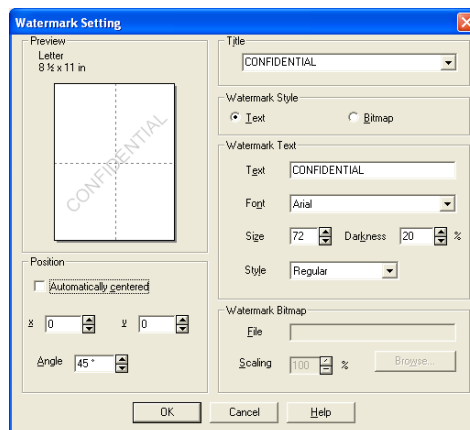 Watermark Setting
Preview
Letter
8 ½ x 11 in
CONFIDENTIAL
Position
Automatically centered
x 0 y 0
Angle 45 °
Title
CONFIDENTIAL
Watermark Style
Text Bitmap
Watermark Text
Text CONFIDENTIAL
Font Arial
Size 72 Darkness 20 %
Style Regular
Watermark Bitmap
File
Scaling 100 % Browse...
OK Cancel Help